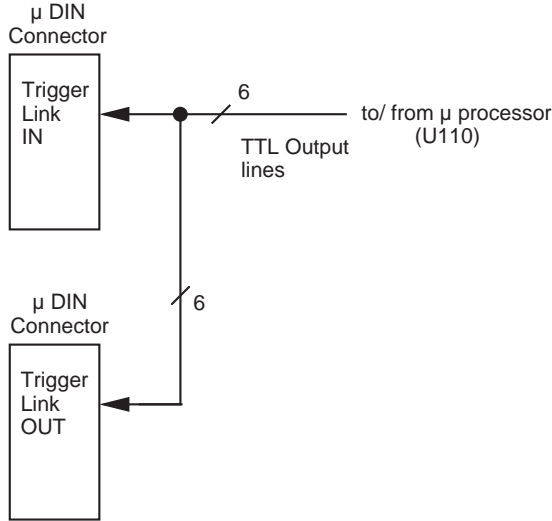 µ DIN
Connector
Trigger
Link
IN
6
to/ from µ processor
(U110)
TTL Output
lines
6
µ DIN
Connector
Trigger
Link
OUT